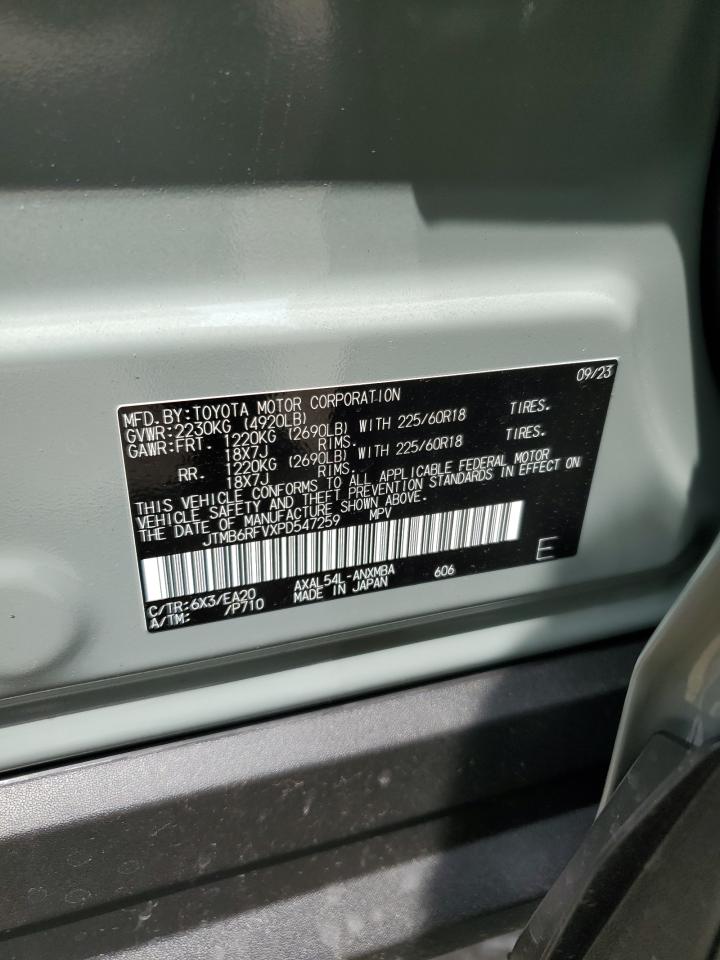 09/23
MFD. BY:TOYOTA MOTOR CORPORATION
GVWR:2230KG (4920LB)
GAWR:FRT. 1220KG (2690LB) WITH 225/60R18 TIRES.
18X7J RIMS.
RR. 1220KG (2690LB) WITH 225/60R18 TIRES.
18X7J RIMS.
THIS VEHICLE CONFORMS TO ALL APPLICABLE FEDERAL MOTOR
VEHICLE SAFETY AND THEFT PREVENTION STANDARDS IN EFFECT ON
THE DATE OF MANUFACTURE SHOWN ABOVE.
JTMB6RFVXPD547259 MPV
E
C/TR:6X3/EA20 AXAL54L-ANXMBA 606
A/TM: /P710 MADE IN JAPAN